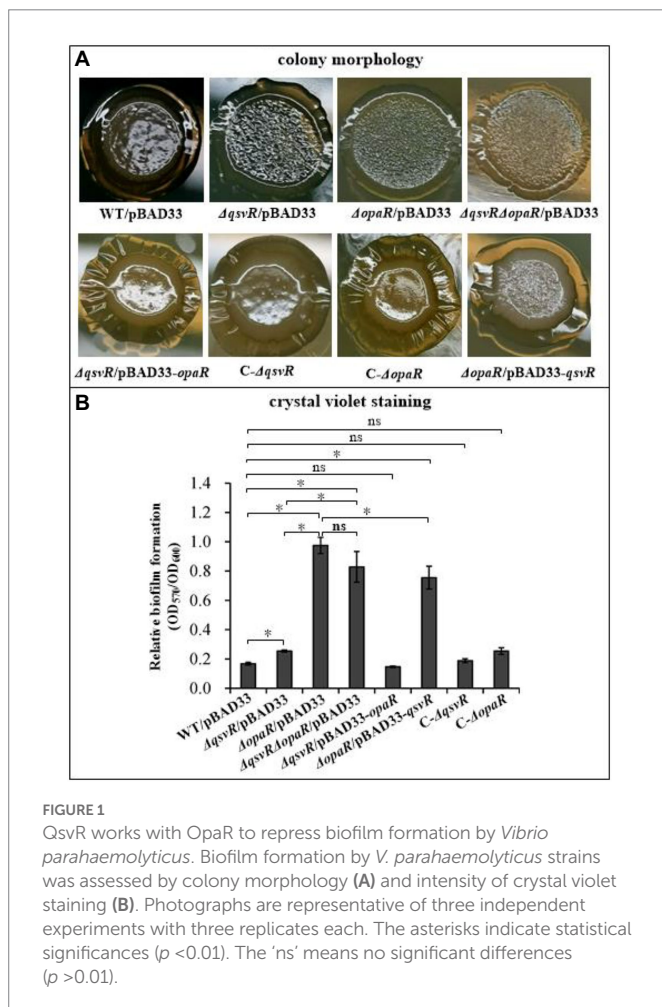 A
colony morphology
WT/pBAD33 ΔqsvR/pBAD33 ΔopaR/pBAD33 ΔqsvRΔopaR/pBAD33
ΔqsvR/pBAD33-opaR C-ΔqsvR C-ΔopaR ΔopaR/pBAD33-qsvR
B
crystal violet staining
ns
ns
*
ns
*
*
* *
* ns
*
Relative biofilm formation
(OD570/OD600)
1.4
1.2
1.0
0.8
0.6
0.4
0.2
0.0
WT/pBAD33
ΔqsvR/pBAD33
ΔopaR/pBAD33
ΔqsvRΔopaR/pBAD33
ΔqsvR/pBAD33-opaR
ΔopaR/pBAD33-qsvR
C-ΔqsvR
C-ΔopaR
FIGURE 1
QsvR works with OpaR to repress biofilm formation by Vibrio
parahaemolyticus. Biofilm formation by V. parahaemolyticus strains
was assessed by colony morphology (A) and intensity of crystal violet
staining (B). Photographs are representative of three independent
experiments with three replicates each. The asterisks indicate statistical
significances (p <0.01). The ‘ns’ means no significant differences
(p >0.01).